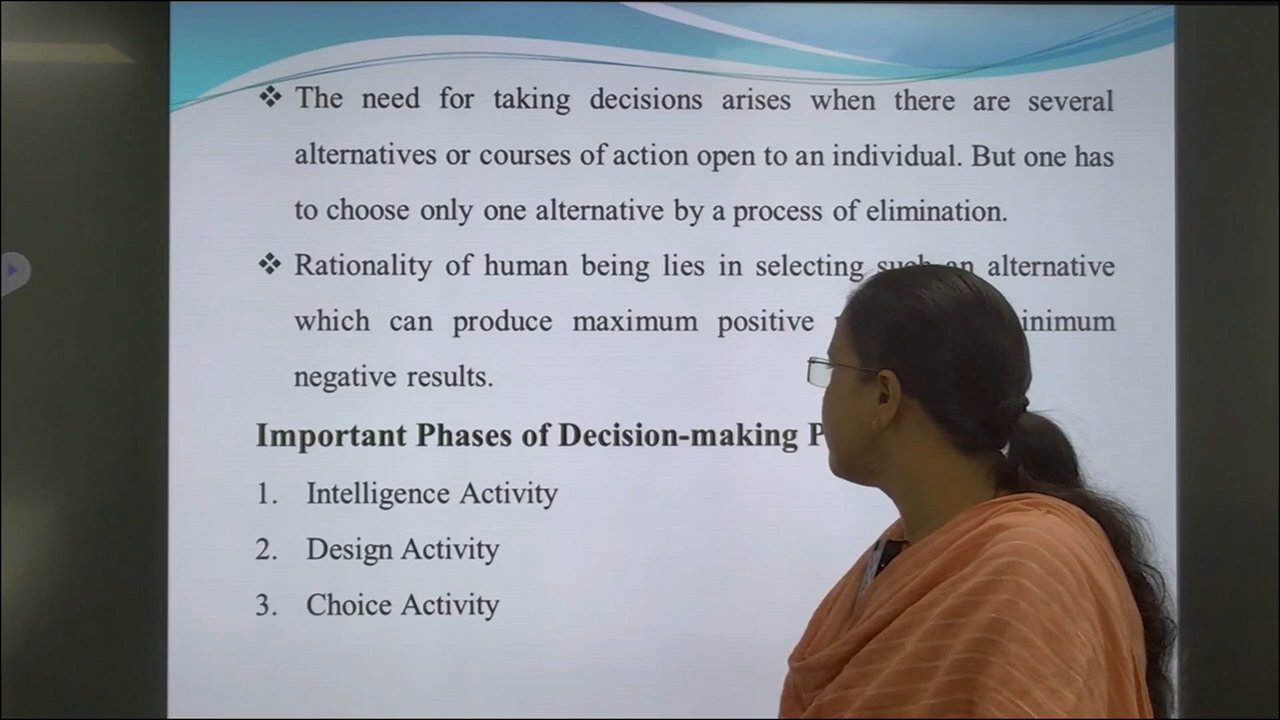 ❖ The need for taking decisions arises when there are several
alternatives or courses of action open to an individual. But one has
to choose only one alternative by a process of elimination.
❖ Rationality of human being lies in selecting such an alternative
which can produce maximum positive
negative results.
Important Phases of Decision-making
1. Intelligence Activity
2. Design Activity
3. Choice Activity